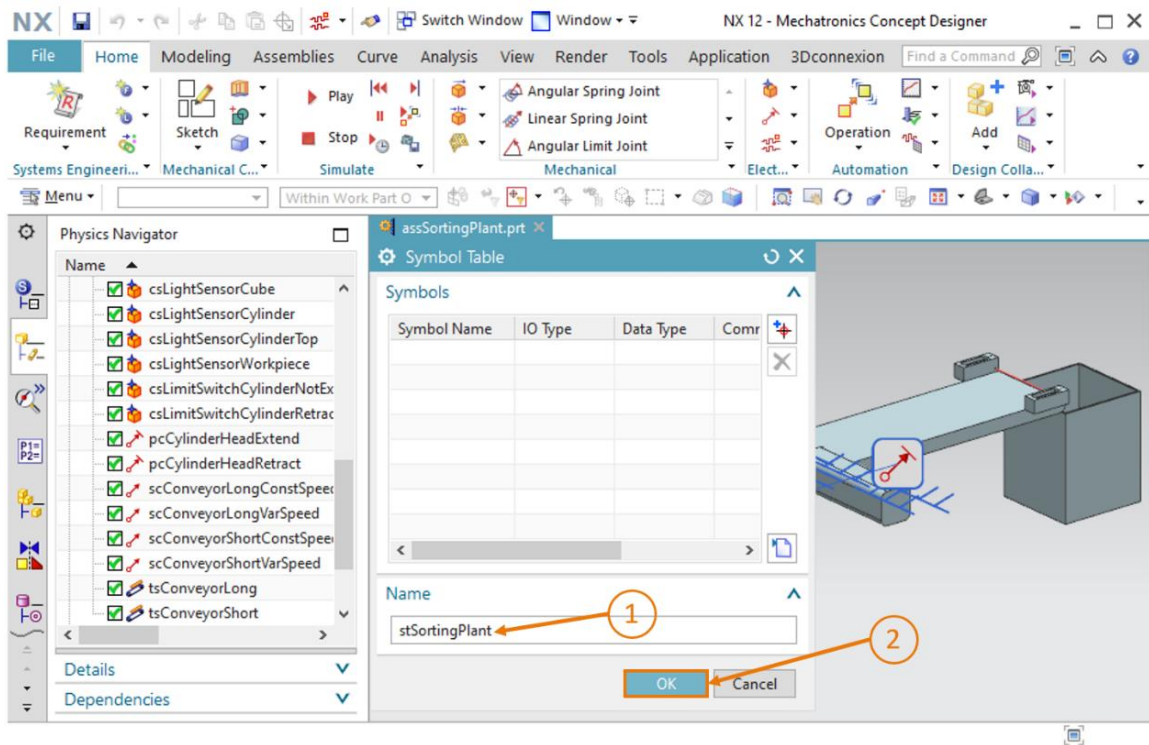 NX
Switch Window Window
NX 12 - Mechatronics Concept Designer
File Home Modeling Assemblies Curve Analysis View Render Tools Application 3Dconnexion Find a Command
Requirement Sketch Play Stop Angular Spring Joint
Linear Spring Joint
Angular Limit Joint
Operation Add
Systems Engineeri... Mechanical C... Simulate Mechanical Elect... Automation Design Colla...
Menu Within Work Part O
Physics Navigator
Name
csLightSensorCube
csLightSensorCylinder
csLightSensorCylinderTop
csLightSensorWorkpiece
csLimitSwitchCylinderNotEx
csLimitSwitchCylinderRetrac
pcCylinderHeadExtend
pcCylinderHeadRetract
scConveyorLongConstSpeed
scConveyorLongVarSpeed
scConveyorShortConstSpee
scConveyorShortVarSpeed
tsConveyorLong
tsConveyorShort
Details
Dependencies
P1=
P2=
assSortingPlant.prt
Symbol Table
Symbols
Symbol Name IO Type Data Type Comr
Name
stSortingPlant
1
2
OK Cancel